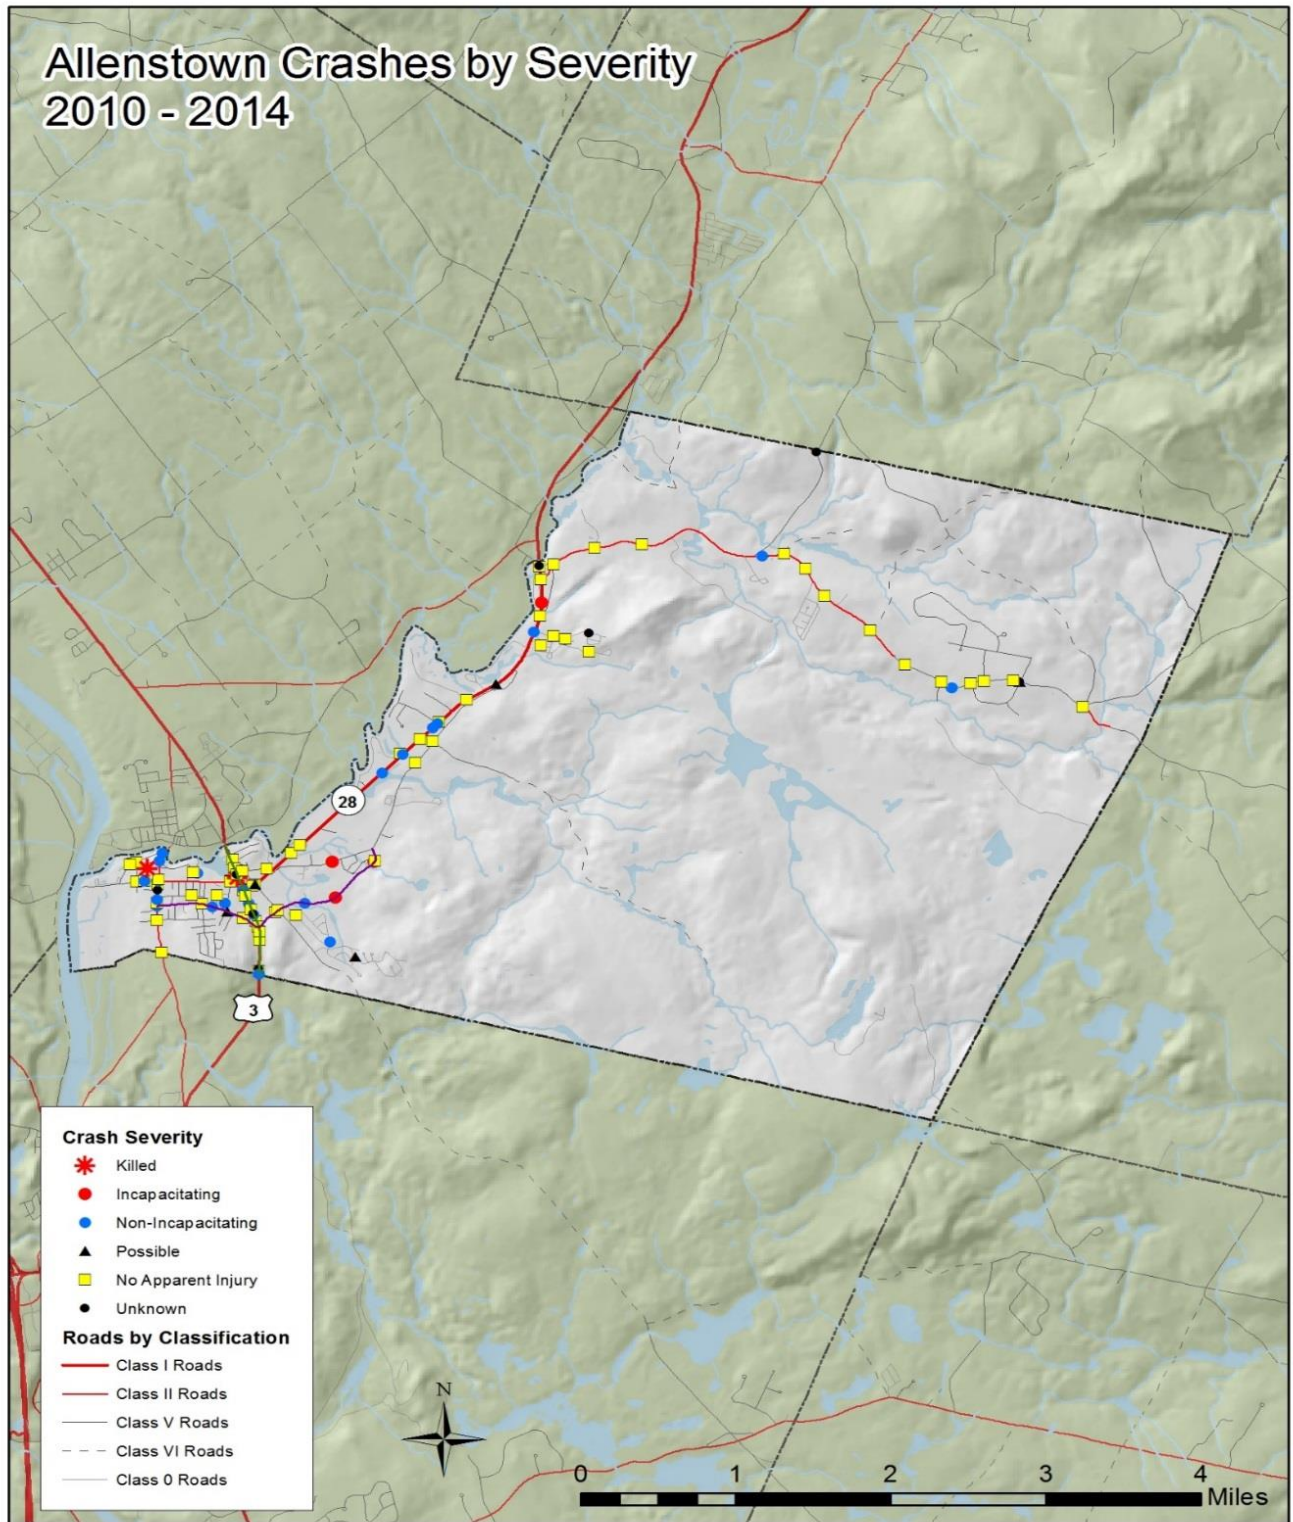 Allenstown Crashes by Severity
2010 - 2014
28
3
Crash Severity
Killed
Incapacitating
Non-Incapacitating
Possible
No Apparent Injury
Unknown
Roads by Classification
Class I Roads
Class II Roads
Class V Roads
Class VI Roads
Class 0 Roads
N
0 1 2 3 4
Miles